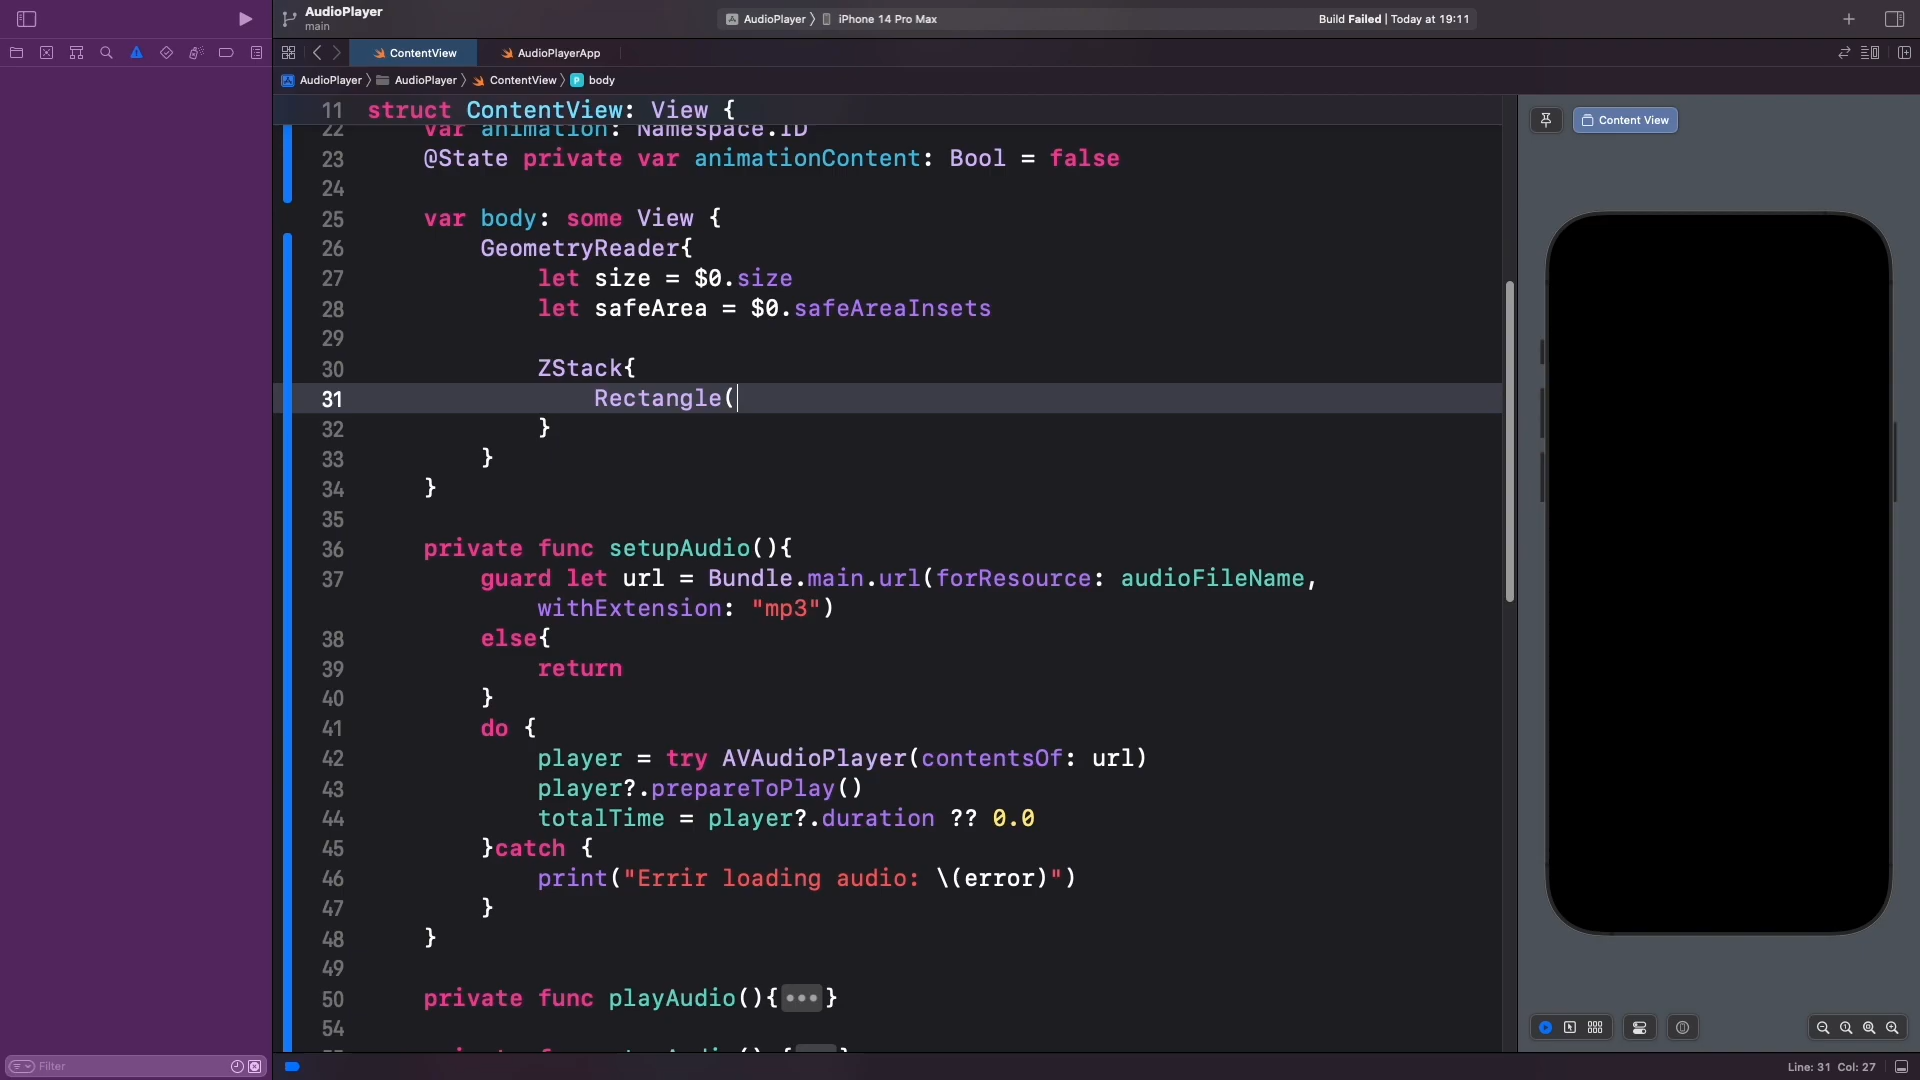 AudioPlayer
main
AudioPlayer
iPhone 14 Pro Max
Build Failed | Today at 19:11
ContentView
AudioPlayerApp
AudioPlayer
AudioPlayer
ContentView
P body
11 struct ContentView: View {
22 var animation: Namespace.ID
23 @State private var animationContent: Bool = false
24
25 var body: some View {
26 GeometryReader{
27 let size = $0.size
28 let safeArea = $0.safeAreaInsets
29
30 ZStack{
31 Rectangle(
32 }
33 }
34 }
35
36 private func setupAudio(){
37 guard let url = Bundle.main.url(forResource: audioFileName,
withExtension: "mp3")
38 else{
39 return
40 }
41 do {
42 player = try AVAudioPlayer(contentsOf: url)
43 player?.prepareToPlay()
44 totalTime = player?.duration ?? 0.0
45 }catch {
46 print("Errir loading audio: \(error)")
47 }
48 }
49
50 private func playAudio(){•••}
54
Content View
Filter
Line: 31 Col: 27